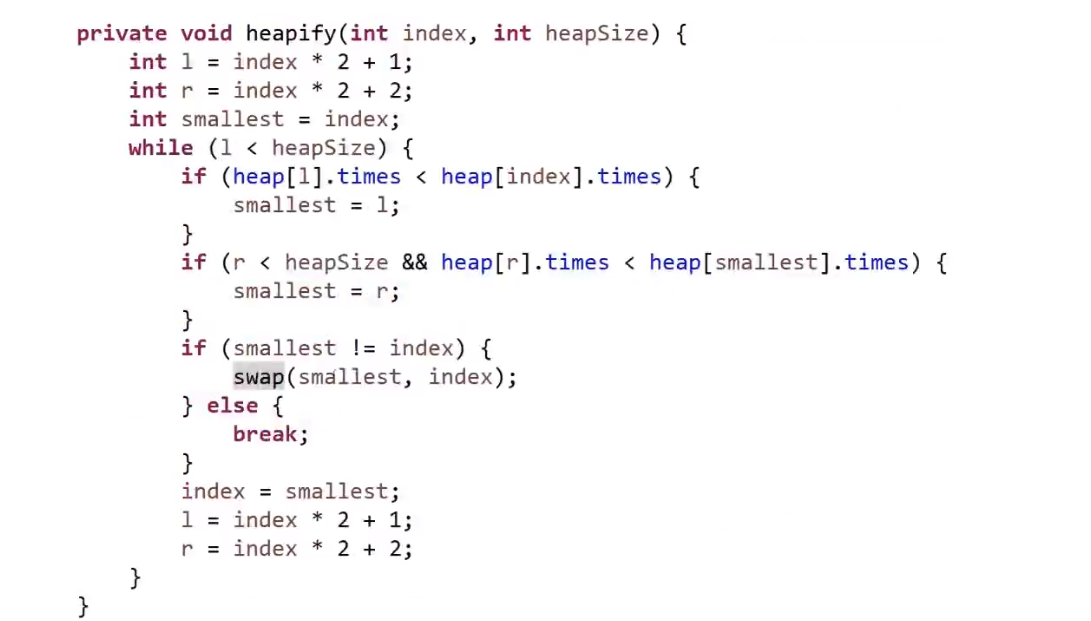 private void heapify(int index, int heapSize) {
    int l = index * 2 + 1;
    int r = index * 2 + 2;
    int smallest = index;
    while (l < heapSize) {
        if (heap[l].times < heap[index].times) {
            smallest = l;
        }
        if (r < heapSize && heap[r].times < heap[smallest].times) {
            smallest = r;
        }
        if (smallest != index) {
            swap(smallest, index);
        } else {
            break;
        }
        index = smallest;
        l = index * 2 + 1;
        r = index * 2 + 2;
    }
}